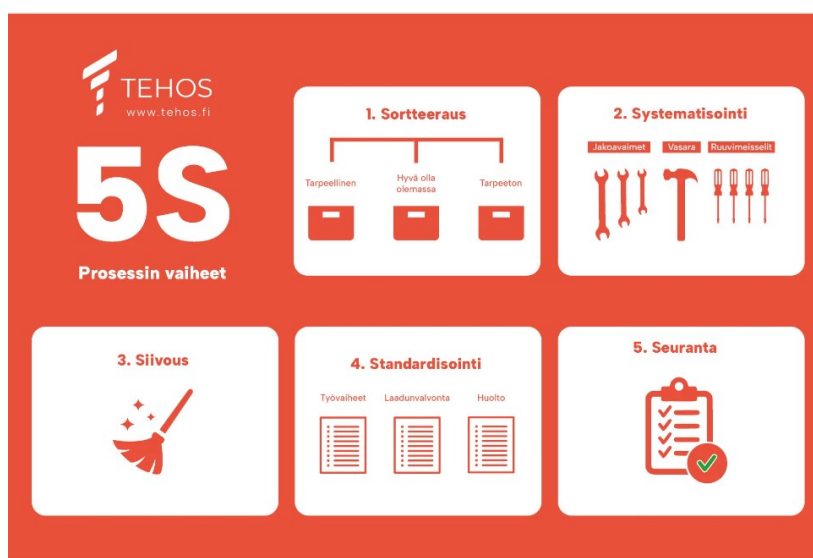 TEHOS
www.tehos.fi
5S
Prosessin vaiheet
1. Sortteeraus
Tarpeellinen
Hyvä olla
olemassa
Tarpeeton
2. Systematisointi
Jakoavaimet Vasara Ruuvimeisselit
3. Siivous
4. Standardisointi
Työvaiheet Laadunvalvonta Huolto
5. Seuranta